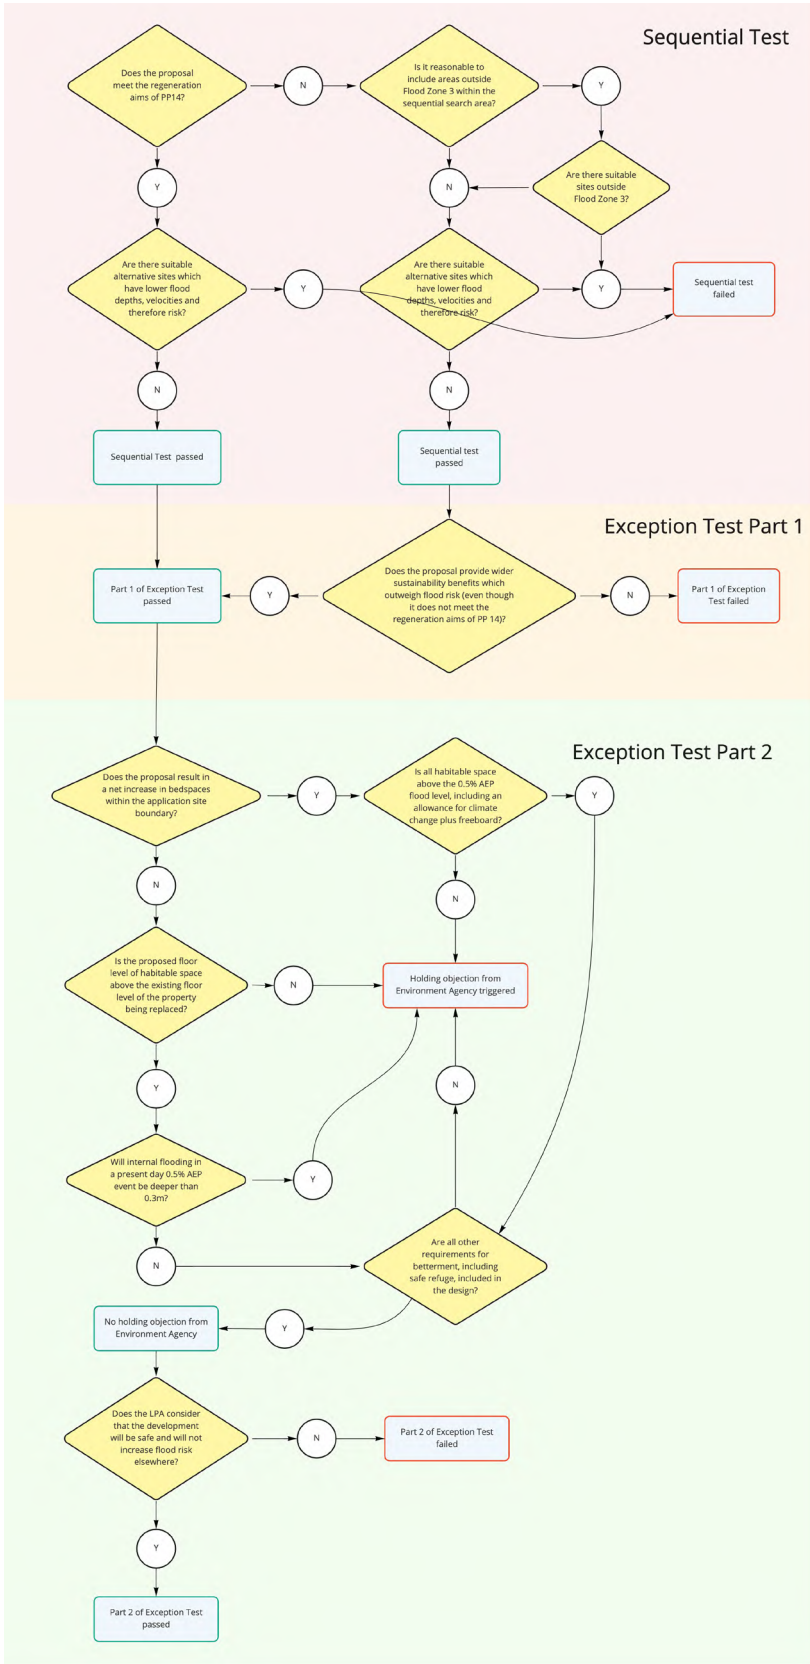 Sequential Test
Does the proposal
meet the regeneration
aims of PP14?
N
Is it reasonable to
include areas outside
Flood Zone 3 within the
sequential search area?
Y
Y
N
Are there suitable
sites outside
Flood Zone 3?
Are there suitable
alternative sites which
have lower flood
depths, velocities and
therefore risk?
Y
Are there suitable
alternative sites which
have lower flood
depths, velocities and
therefore risk?
Y
Sequential test
failed
N
N
Sequential Test passed
Sequential test
passed
Exception Test Part 1
Part 1 of Exception Test
passed
Y
Does the proposal provide wider
sustainability benefits which
outweigh flood risk (even though
it does not meet the
regeneration aims of PP 14)?
N
Part 1 of Exception
Test failed
Exception Test Part 2
Does the proposal result in
a net increase in bedspaces
within the application site
boundary?
Y
Is all habitable space
above the 0.5% AEP
flood level, including an
allowance for climate
change plus freeboard?
Y
N
N
Is the proposed floor
level of habitable space
above the existing floor
level of the property
being replaced?
N
Holding objection from
Environment Agency triggered
Y
N
Will internal flooding in
a present day 0.5% AEP
event be deeper than
0.3m?
Y
N
Are all other
requirements for
betterment, including
safe refuge, included in
the design?
No holding objection from
Environment Agency
Y
Does the LPA consider
that the development
will be safe and will not
increase flood risk
elsewhere?
N
Part 2 of Exception Test
failed
Y
Part 2 of Exception Test
passed